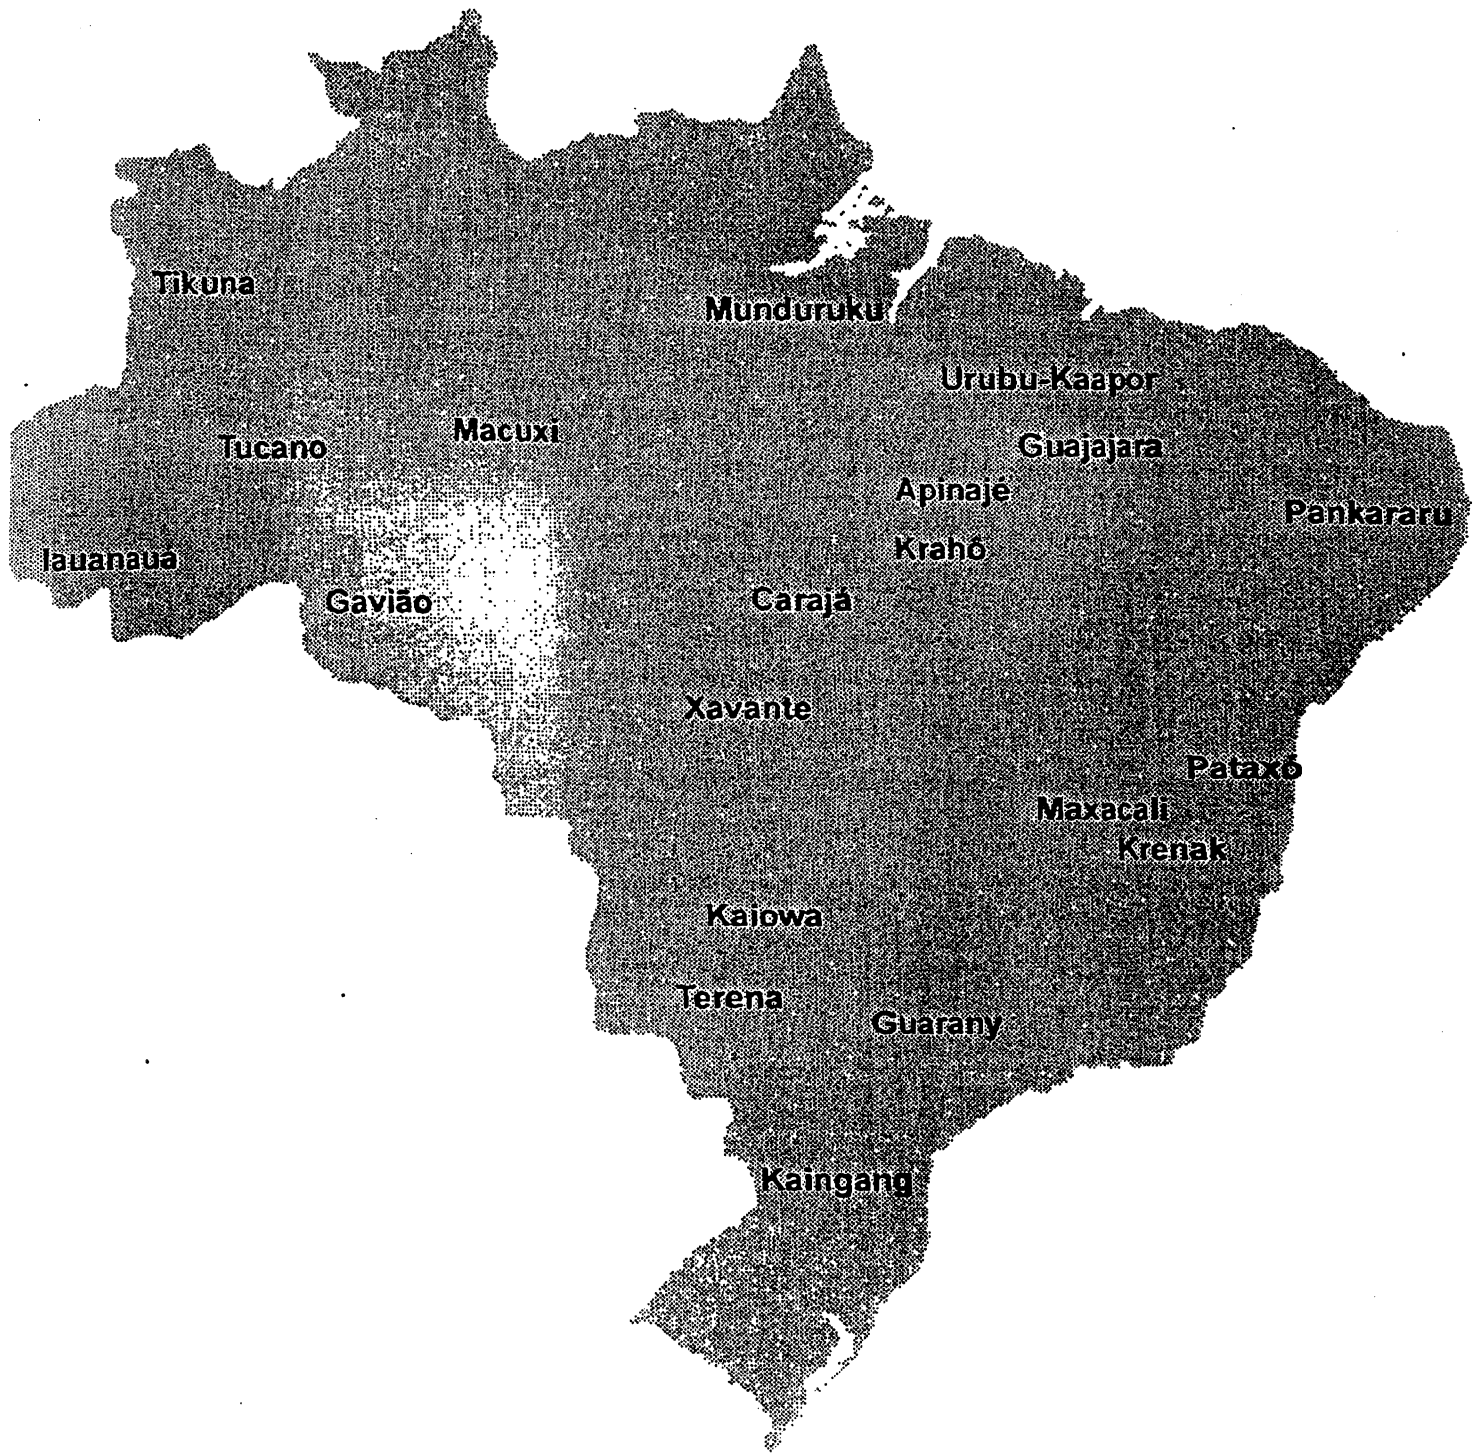 Tikuna
Munduruku
Urubu-Kaapor
Macuxi
Tucano
Guajajara
Apinajé
Pankararu
Krahô
Iauanauá
Carajá
Gavião
Xavante
Pataxó
Maxacali
Krenak
Kaiowa
Terena
Guarany
Kaingang